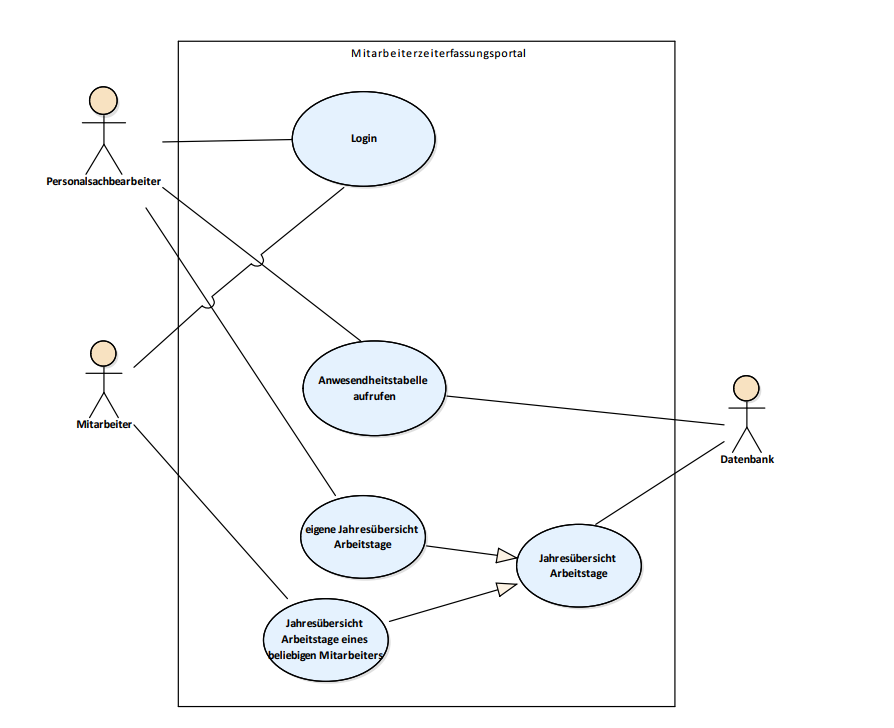 Mitarbeiterzeiterfassungsportal
Login
Personalsachbearbeiter
Anwesendheitstabelle
aufrufen
Mitarbeiter
Datenbank
eigene Jahresübersicht
Arbeitstage
Jahresübersicht
Arbeitstage
Jahresübersicht
Arbeitstage eines
beliebigen Mitarbeiters